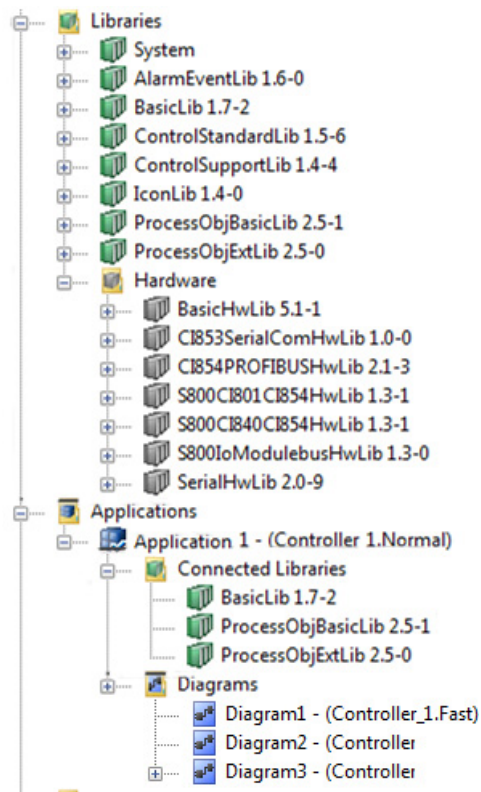 Libraries
System
AlarmEventLib 1.6-0
BasicLib 1.7-2
ControlStandardLib 1.5-6
ControlSupportLib 1.4-4
IconLib 1.4-0
ProcessObjBasicLib 2.5-1
ProcessObjExtLib 2.5-0
Hardware
BasicHwLib 5.1-1
CI853SerialComHwLib 1.0-0
CI854PROFIBUSHwLib 2.1-3
S800CI801CI854HwLib 1.3-1
S800CI840CI854HwLib 1.3-1
S800IoModulebusHwLib 1.3-0
SerialHwLib 2.0-9
Applications
Application 1 - (Controller 1.Normal)
Connected Libraries
BasicLib 1.7-2
ProcessObjBasicLib 2.5-1
ProcessObjExtLib 2.5-0
Diagrams
Diagram1 - (Controller_1.Fast)
Diagram2 - (Controller
Diagram3 - (Controller